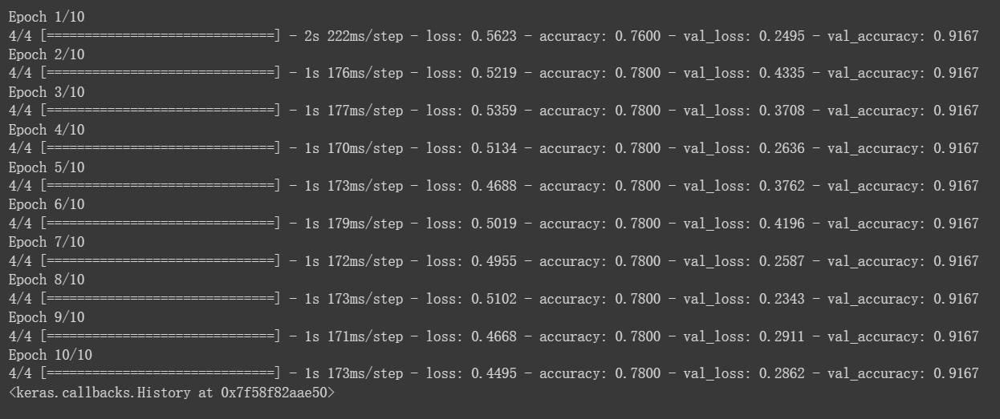 Epoch 1/10
4/4 [==============================] - 2s 222ms/step - loss: 0.5623 - accuracy: 0.7600 - val_loss: 0.2495 - val_accuracy: 0.9167
Epoch 2/10
4/4 [==============================] - 1s 176ms/step - loss: 0.5219 - accuracy: 0.7800 - val_loss: 0.4335 - val_accuracy: 0.9167
Epoch 3/10
4/4 [==============================] - 1s 177ms/step - loss: 0.5359 - accuracy: 0.7800 - val_loss: 0.3708 - val_accuracy: 0.9167
Epoch 4/10
4/4 [==============================] - 1s 170ms/step - loss: 0.5134 - accuracy: 0.7800 - val_loss: 0.2636 - val_accuracy: 0.9167
Epoch 5/10
4/4 [==============================] - 1s 173ms/step - loss: 0.4688 - accuracy: 0.7800 - val_loss: 0.3762 - val_accuracy: 0.9167
Epoch 6/10
4/4 [==============================] - 1s 179ms/step - loss: 0.5019 - accuracy: 0.7800 - val_loss: 0.4196 - val_accuracy: 0.9167
Epoch 7/10
4/4 [==============================] - 1s 172ms/step - loss: 0.4955 - accuracy: 0.7800 - val_loss: 0.2587 - val_accuracy: 0.9167
Epoch 8/10
4/4 [==============================] - 1s 173ms/step - loss: 0.5102 - accuracy: 0.7800 - val_loss: 0.2343 - val_accuracy: 0.9167
Epoch 9/10
4/4 [==============================] - 1s 171ms/step - loss: 0.4668 - accuracy: 0.7800 - val_loss: 0.2911 - val_accuracy: 0.9167
Epoch 10/10
4/4 [==============================] - 1s 173ms/step - loss: 0.4495 - accuracy: 0.7800 - val_loss: 0.2862 - val_accuracy: 0.9167
<keras.callbacks.History at 0x7f58f82aae50>